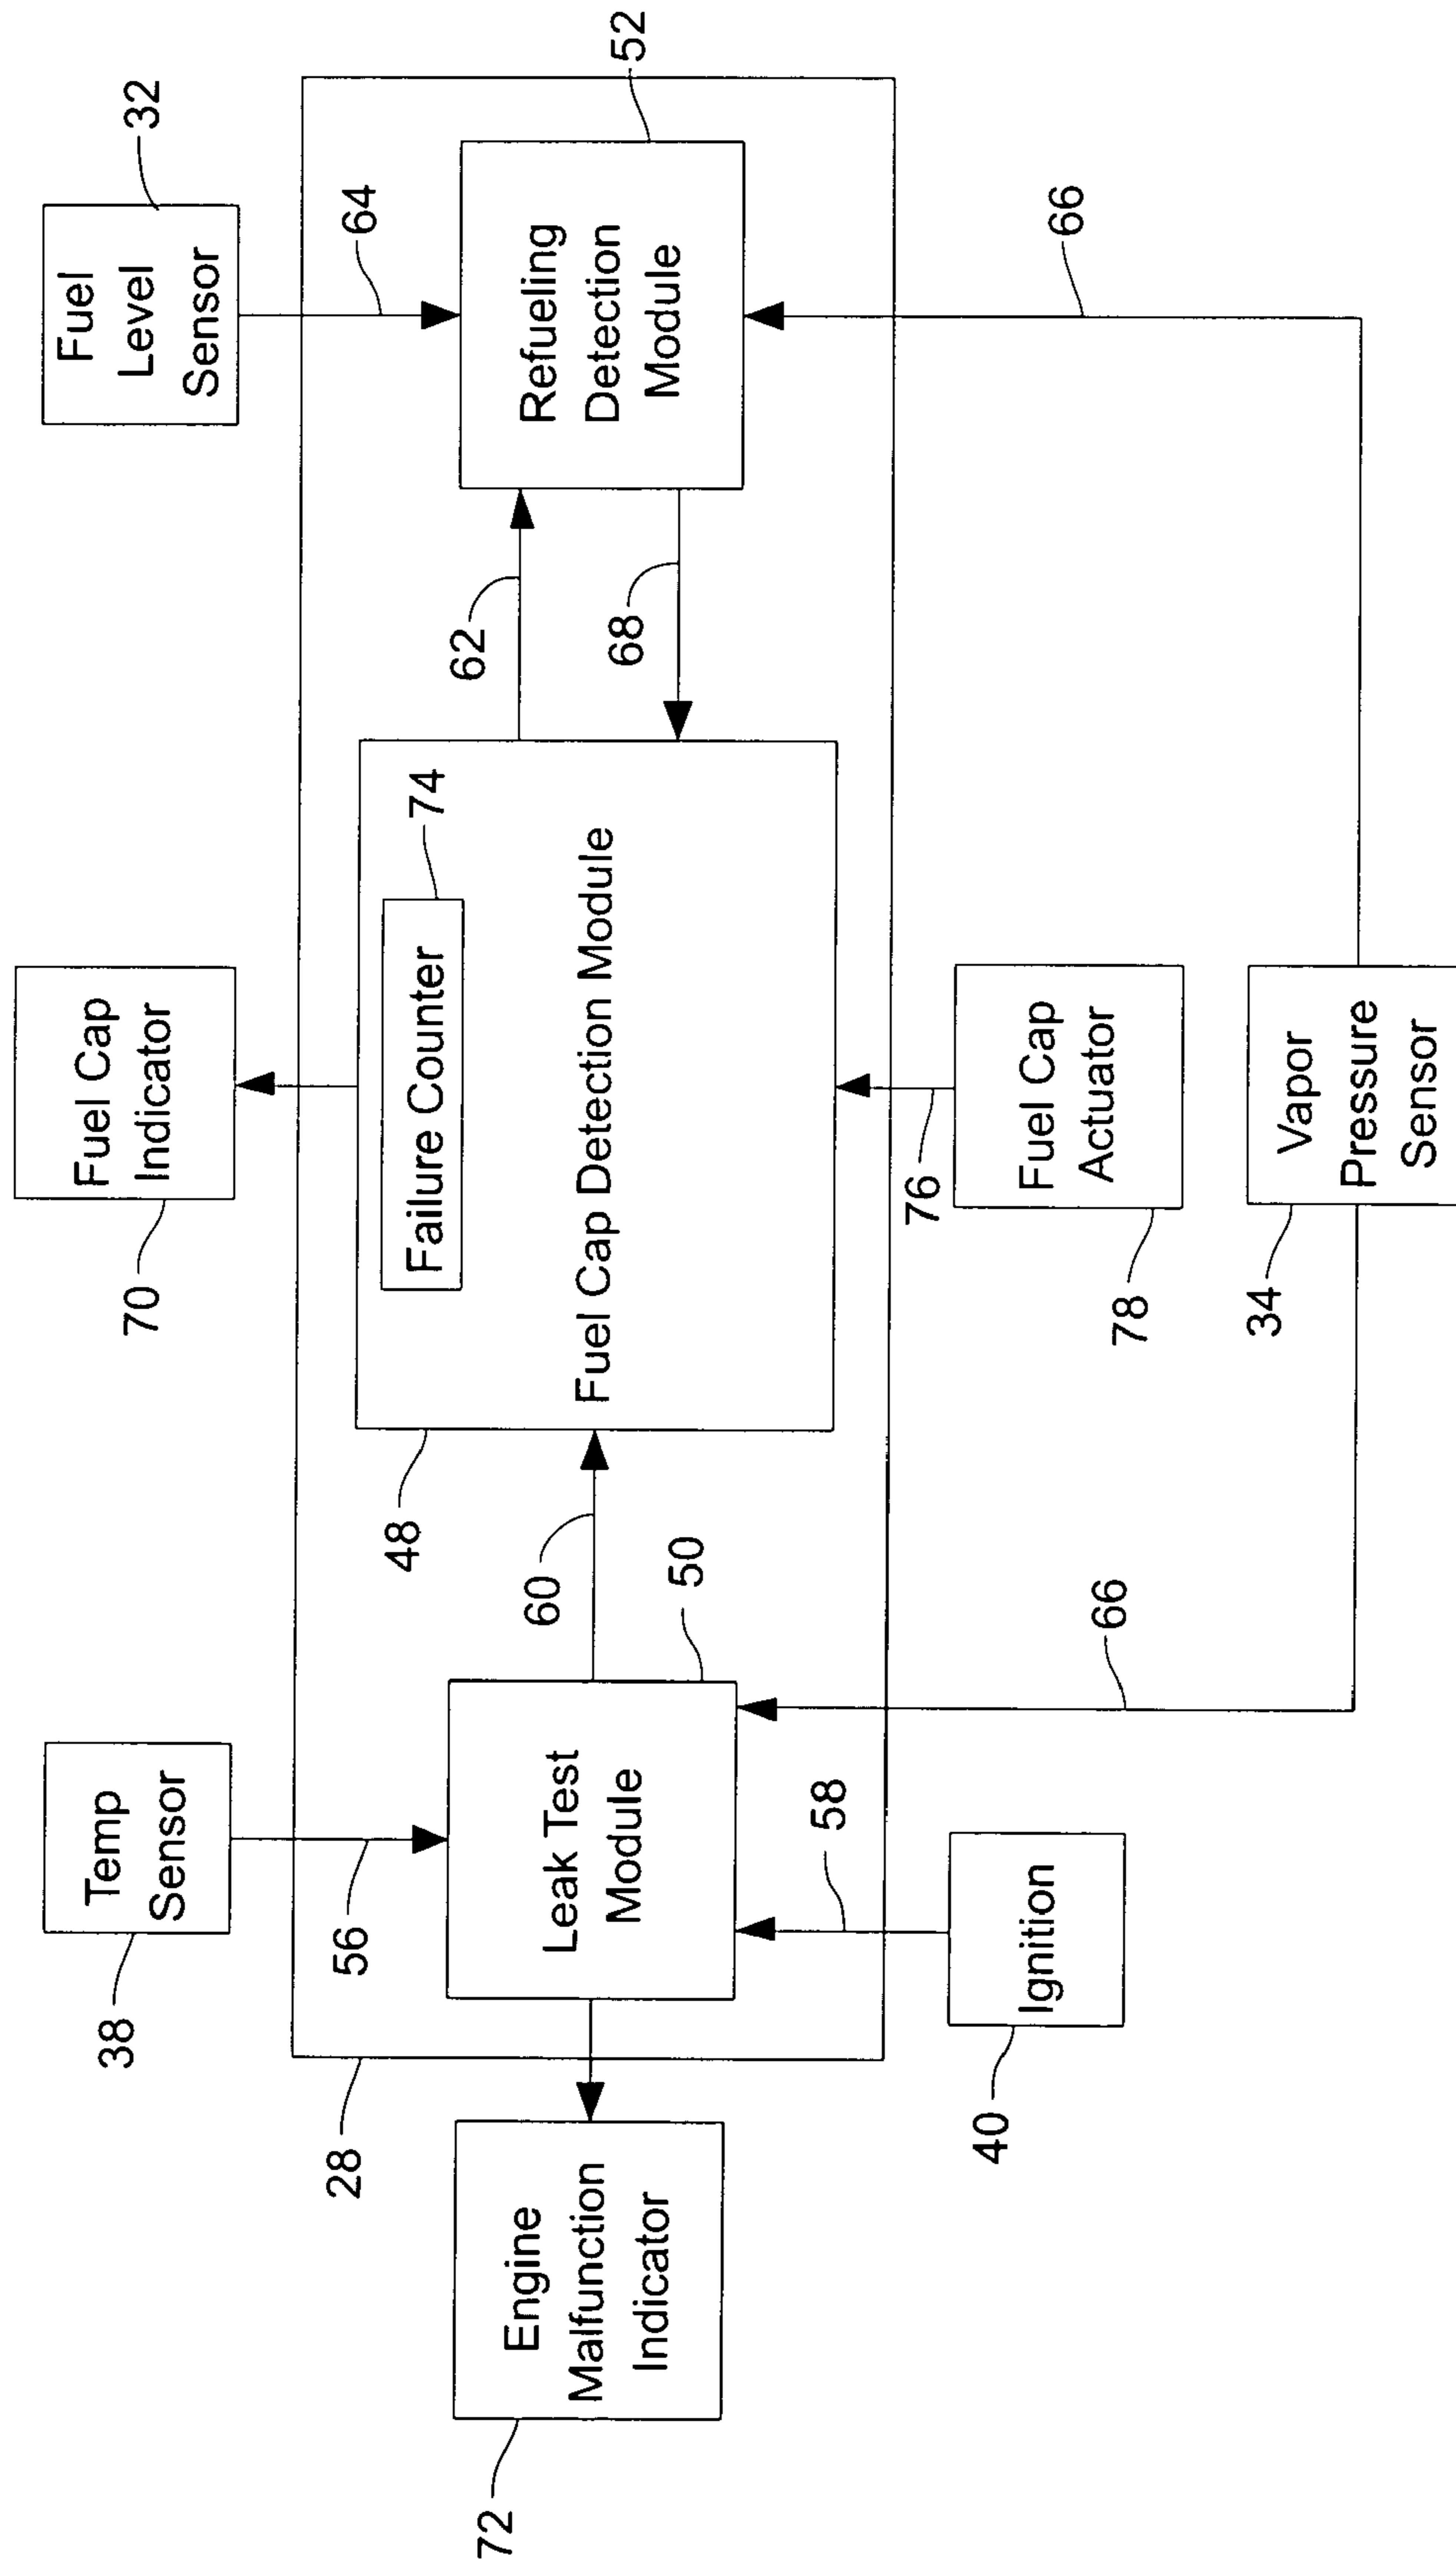 Temp
Sensor
38
56
Fuel Cap
Indicator
70
Fuel
Level
Sensor
32
64
28
Engine
Malfunction
Indicator
72
Leak Test
Module
50
60
48
Failure Counter
74
Fuel Cap Detection Module
62
68
Refueling
Detection
Module
52
58
Ignition
40
66
76
Fuel Cap
Actuator
78
66
Vapor
Pressure
Sensor
34